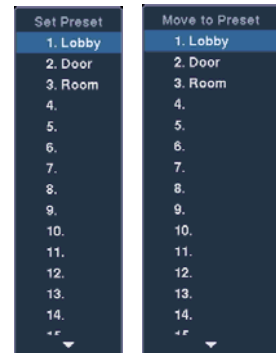 Set Preset
1. Lobby
2. Door
3. Room
4.
5.
6.
7.
8.
9.
10.
11.
12.
13.
14.
Move to Preset
1. Lobby
2. Door
3. Room
4.
5.
6.
7.
8.
9.
10.
11.
12.
13.
14.